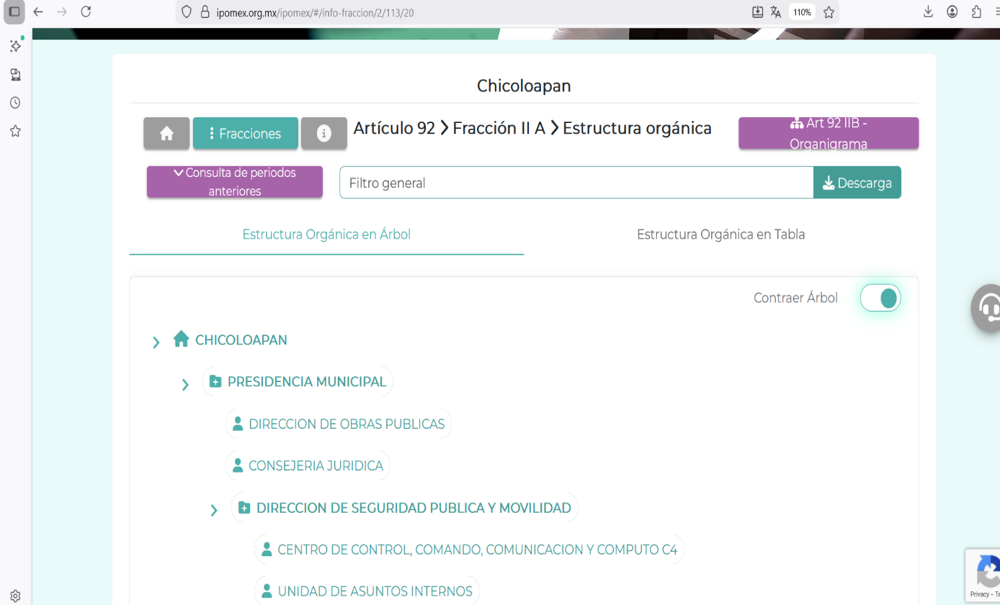 ipomex.org.mx/ipomex/#/info-fraccion/2/113/20
110%
Chicoloapan
Fracciones
Artículo 92 Fracción II A Estructura orgánica
Art 92 IIB -
Organigrama
Consulta de periodos
anteriores
Filtro general
Descarga
Estructura Orgánica en Árbol
Estructura Orgánica en Tabla
Contraer Árbol
CHICOLOAPAN
PRESIDENCIA MUNICIPAL
DIRECCION DE OBRAS PUBLICAS
CONSEJERIA JURIDICA
DIRECCION DE SEGURIDAD PUBLICA Y MOVILIDAD
CENTRO DE CONTROL, COMANDO, COMUNICACION Y COMPUTO C4
UNIDAD DE ASUNTOS INTERNOS
Privacy -